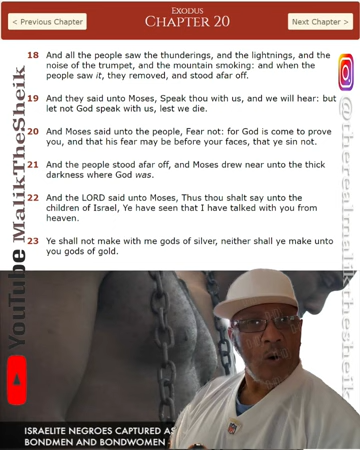 Exodus
< Previous Chapter
CHAPTER 20
Next Chapter >
18 And all the people saw the thunderings, and the lightnings, and the
noise of the trumpet, and the mountain smoking: and when the
people saw it, they removed, and stood afar off.
19 And they said unto Moses, Speak thou with us, and we will hear: but
let not God speak with us, lest we die.
20 And Moses said unto the people, Fear not: for God is come to prove
you, and that his fear may be before your faces, that ye sin not.
21 And the people stood afar off, and Moses drew near unto the thick
darkness where God was.
22 And the LORD said unto Moses, Thus thou shalt say unto the
children of Israel, Ye have seen that I have talked with you from
heaven.
23 Ye shall not make with me gods of silver, neither shall ye make unto
you gods of gold.
YouTube MalikTheSheik
@therealmaliktthesheik
ISRAELITE NEGROES CAPTURED AS
BONDMEN AND BONDWOMEN
NFL